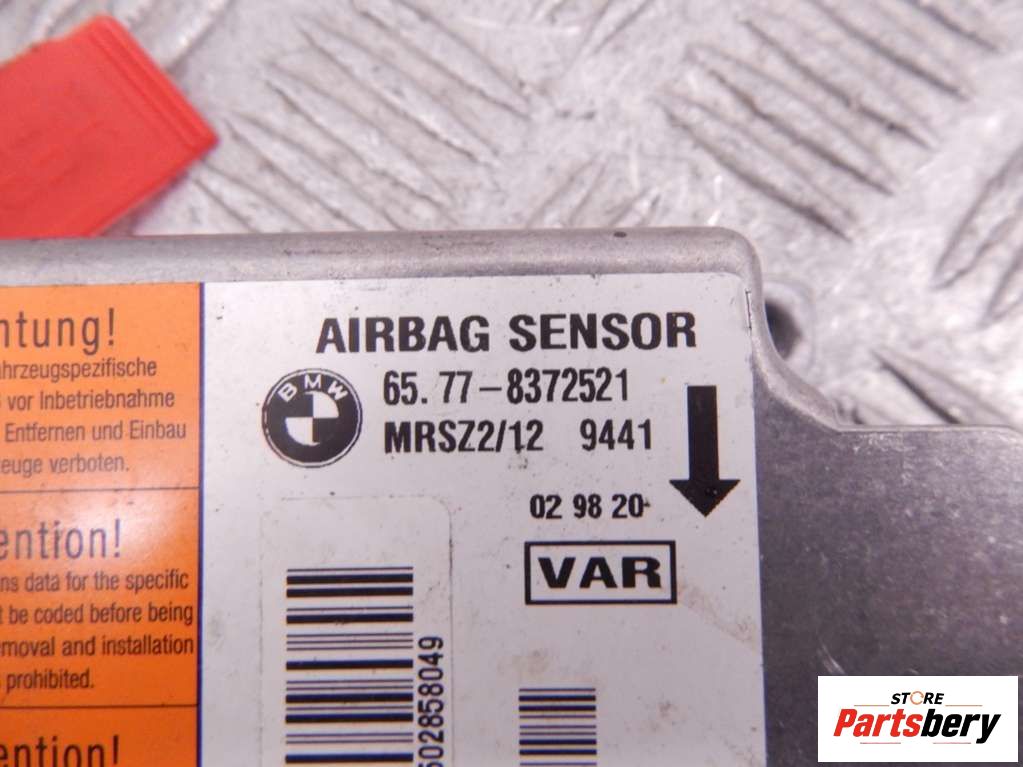 AIRBAG SENSOR
BMW
65. 77-8372521
MRSZ2/12 9441
02 98 20
VAR
602858049
ntung!
ahrzeugspezifische
vor Inbetriebnahme
Entfernen und Einbau
euge verboten.
ention!
ns data for the specific
t be coded before being
moval and installation
s prohibited.
ention!
STORE
Partsbery